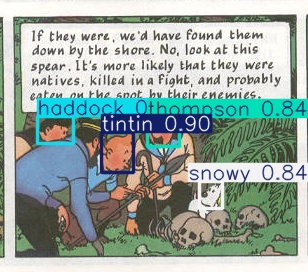 If they were, we'd have found them
down by the shore. No, look at this
spear. It's more likely that they were
natives, killed in a fight, and probably
eaten on the spot by their enemies.
haddock 0
thompson 0.84
tintin 0.90
snowy 0.84